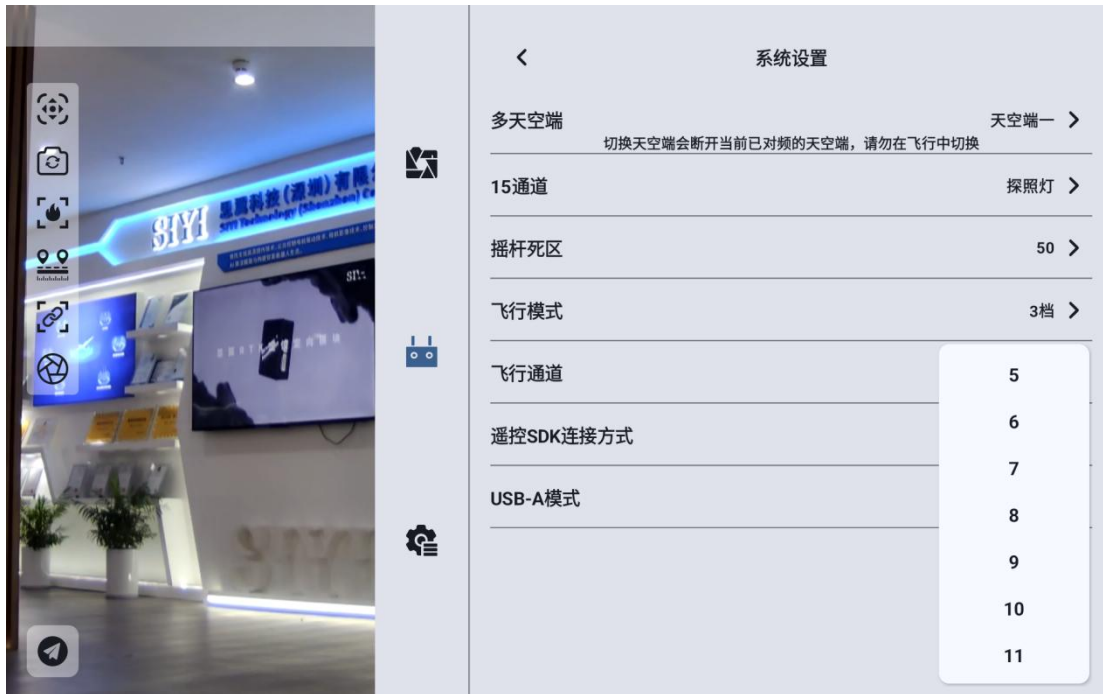 系统设置
多天空端
天空端一
切换天空端会断开当前已对频的天空端，请勿在飞行中切换
15通道
探照灯
摇杆死区
50
飞行模式
3档
飞行通道
遥控SDK连接方式
USB-A模式
5
6
7
8
9
10
11
SIYI
思翼科技(深圳)有限
SIYI Technology (Shenzhen) Co